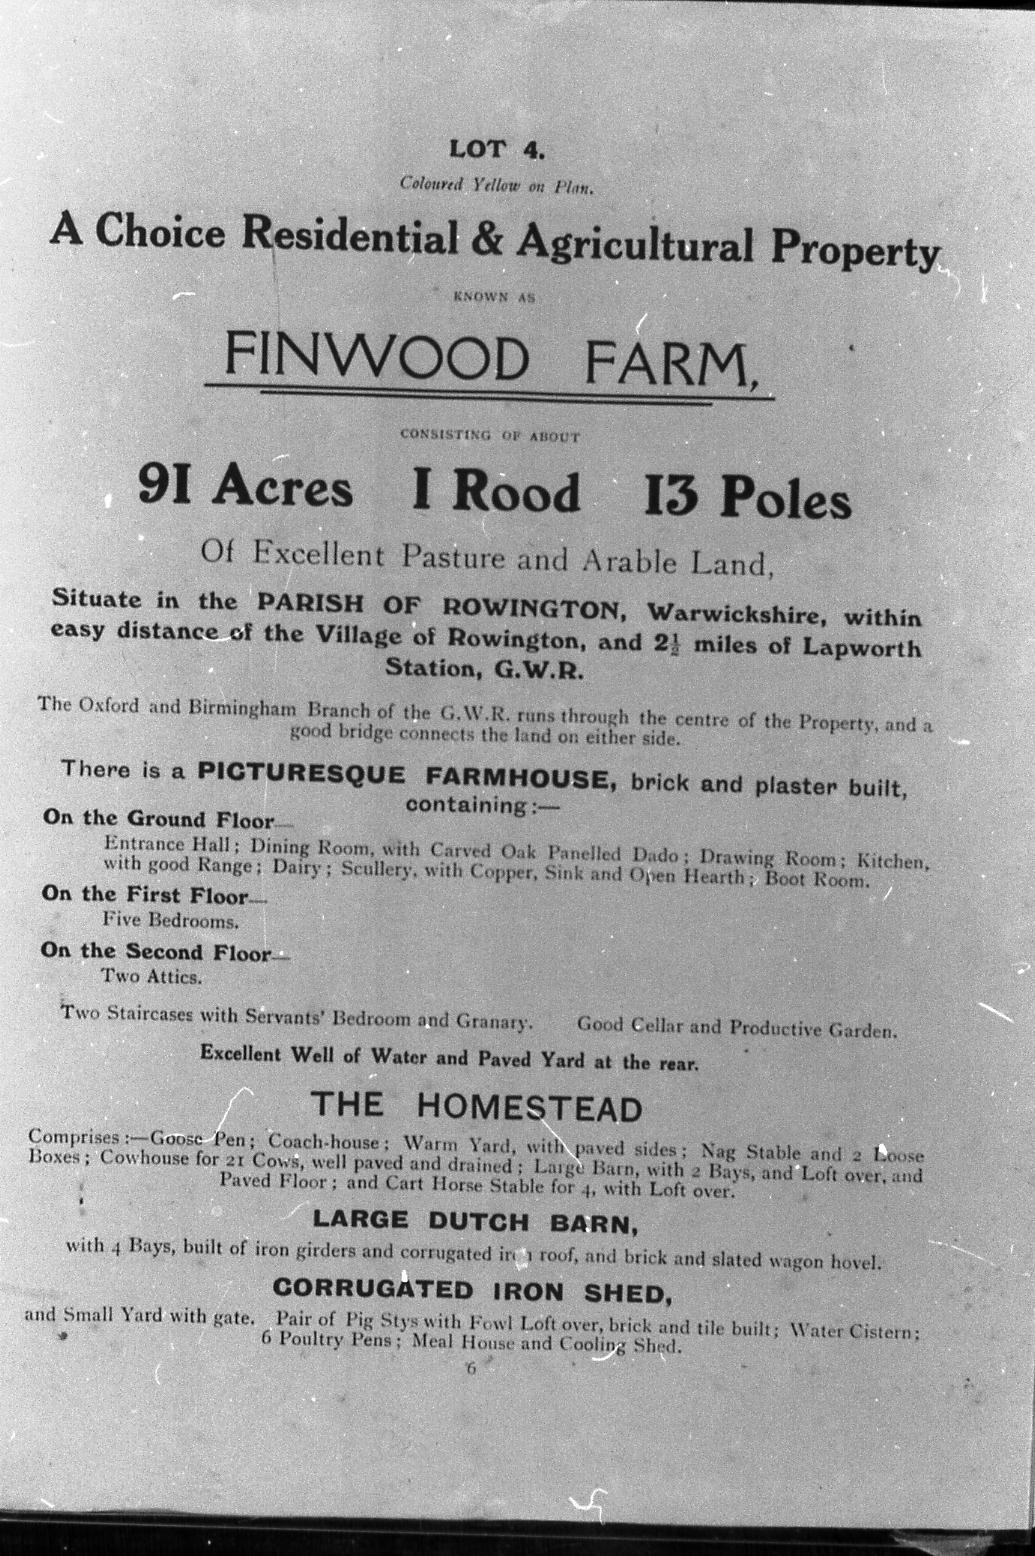 LOT 4.
Coloured Yellow on Plan.
A Choice Residential & Agricultural Property
KNOWN AS
FINWOOD FARM,
CONSISTING OF ABOUT
91 Acres 1 Rood 13 Poles
Of Excellent Pasture and Arable Land,
Situate in the PARISH OF ROWINGTON, Warwickshire, within
easy distance of the Village of Rowington, and 2½ miles of Lapworth
Station, G.W.R.
The Oxford and Birmingham Branch of the G.W.R. runs through the centre of the Property, and a
good bridge connects the land on either side.
There is a PICTURESQUE FARMHOUSE, brick and plaster built,
containing:—
On the Ground Floor—
Entrance Hall; Dining Room, with Carved Oak Panelled Dado; Drawing Room; Kitchen,
with good Range; Dairy; Scullery, with Copper, Sink and Open Hearth; Boot Room.
On the First Floor—
Five Bedrooms.
On the Second Floor—
Two Attics.
Two Staircases with Servants' Bedroom and Granary. Good Cellar and Productive Garden.
Excellent Well of Water and Paved Yard at the rear.
THE HOMESTEAD
Comprises:—Goose Pen; Coach-house; Warm Yard, with paved sides; Nag Stable and 2 Loose
Boxes; Cowhouse for 21 Cows, well paved and drained; Large Barn, with 2 Bays, and Loft over, and
Paved Floor; and Cart Horse Stable for 4, with Loft over.
LARGE DUTCH BARN,
with 4 Bays, built of iron girders and corrugated iron roof, and brick and slated wagon hovel.
CORRUGATED IRON SHED,
and Small Yard with gate. Pair of Pig Stys with Fowl Loft over, brick and tile built; Water Cistern;
6 Poultry Pens; Meal House and Cooling Shed.
6